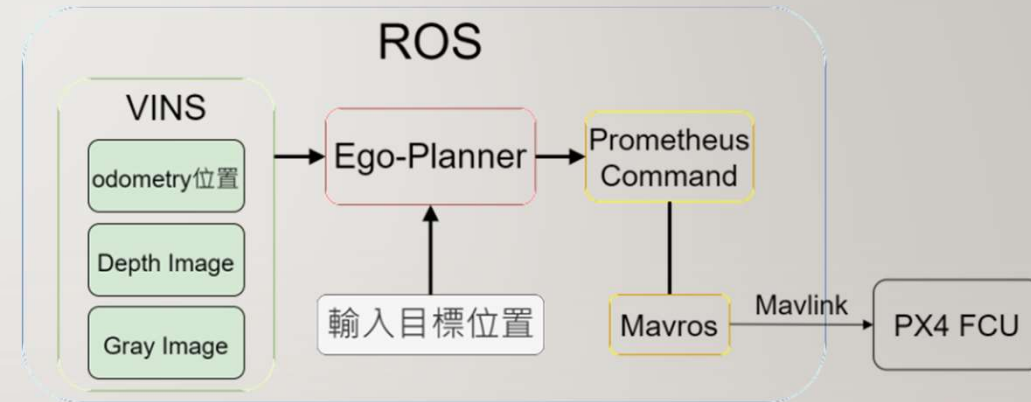 ROS
VINS
odometry位置
Depth Image
Gray Image
Ego-Planner
輸入目標位置
Prometheus
Command
Mavros
Mavlink
PX4 FCU